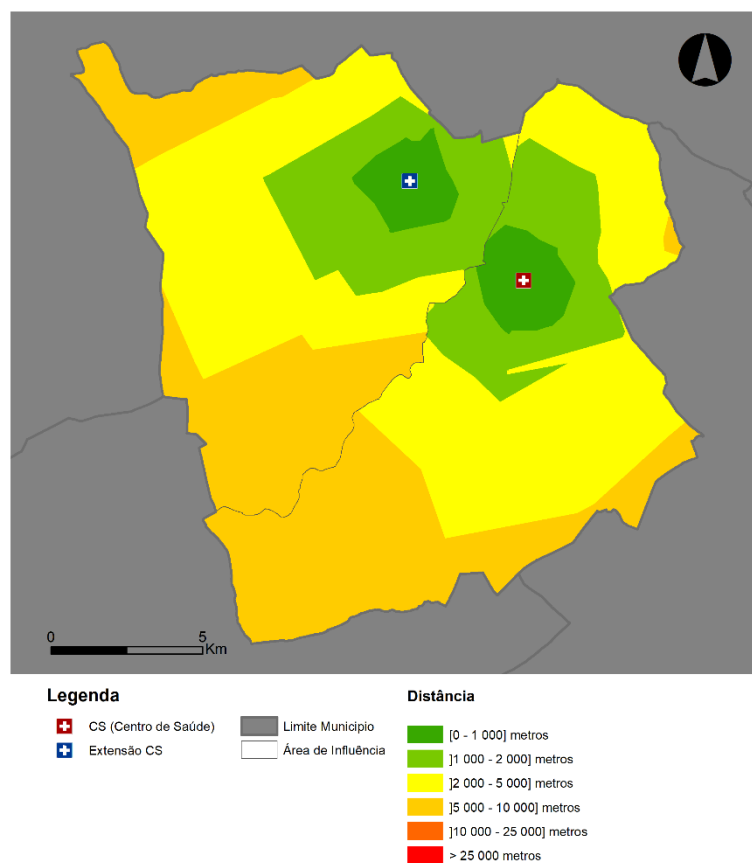 0 5
Km
Legenda
CS (Centro de Saúde)
Extensão CS
Limite Municipio
Área de Influência
Distância
[0 - 1 000] metros
]1 000 - 2 000] metros
]2 000 - 5 000] metros
]5 000 - 10 000] metros
]10 000 - 25 000] metros
> 25 000 metros